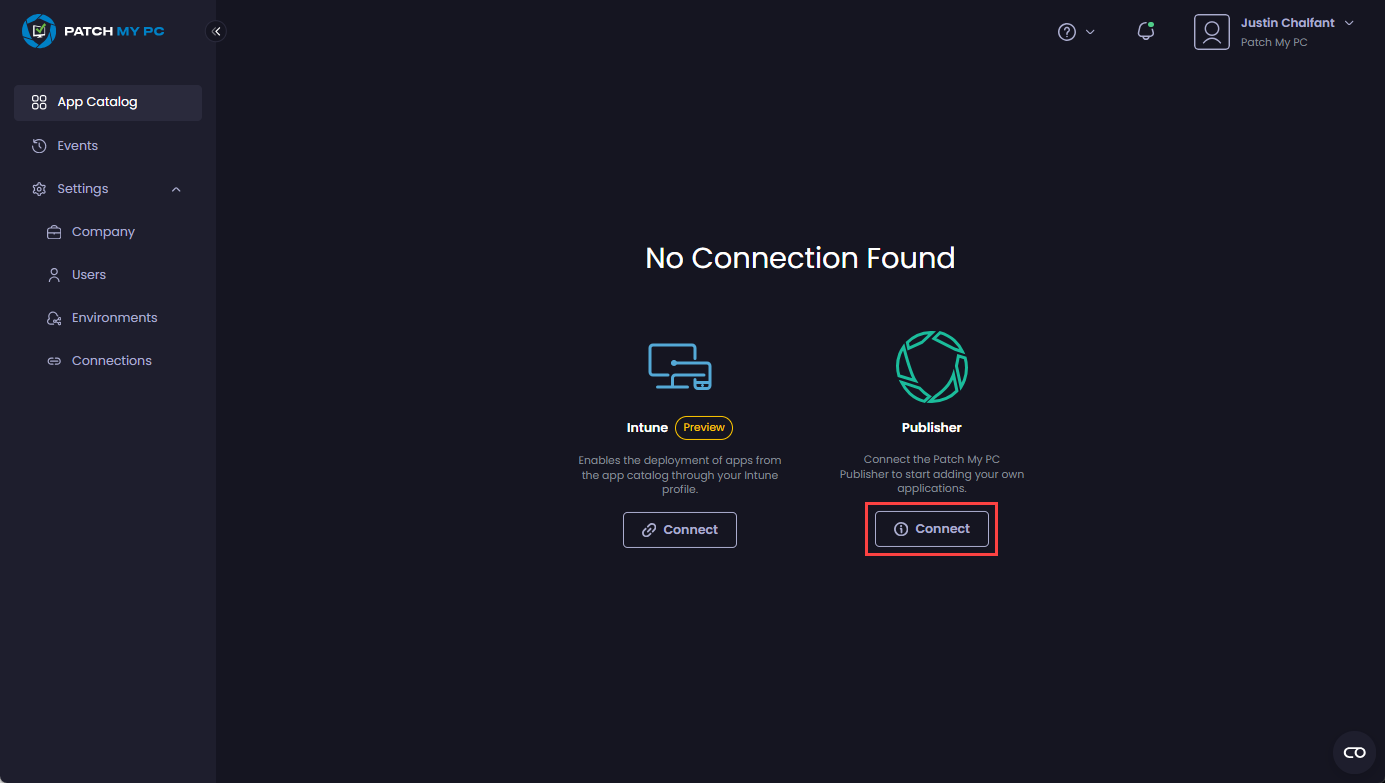 PATCH MY PC
Justin Chalfant
Patch My PC
App Catalog
Events
Settings
Company
Users
Environments
Connections
No Connection Found
Intune Preview
Enables the deployment of apps from
the app catalog through your Intune
profile.
Connect
Publisher
Connect the Patch My PC
Publisher to start adding your own
applications.
Connect